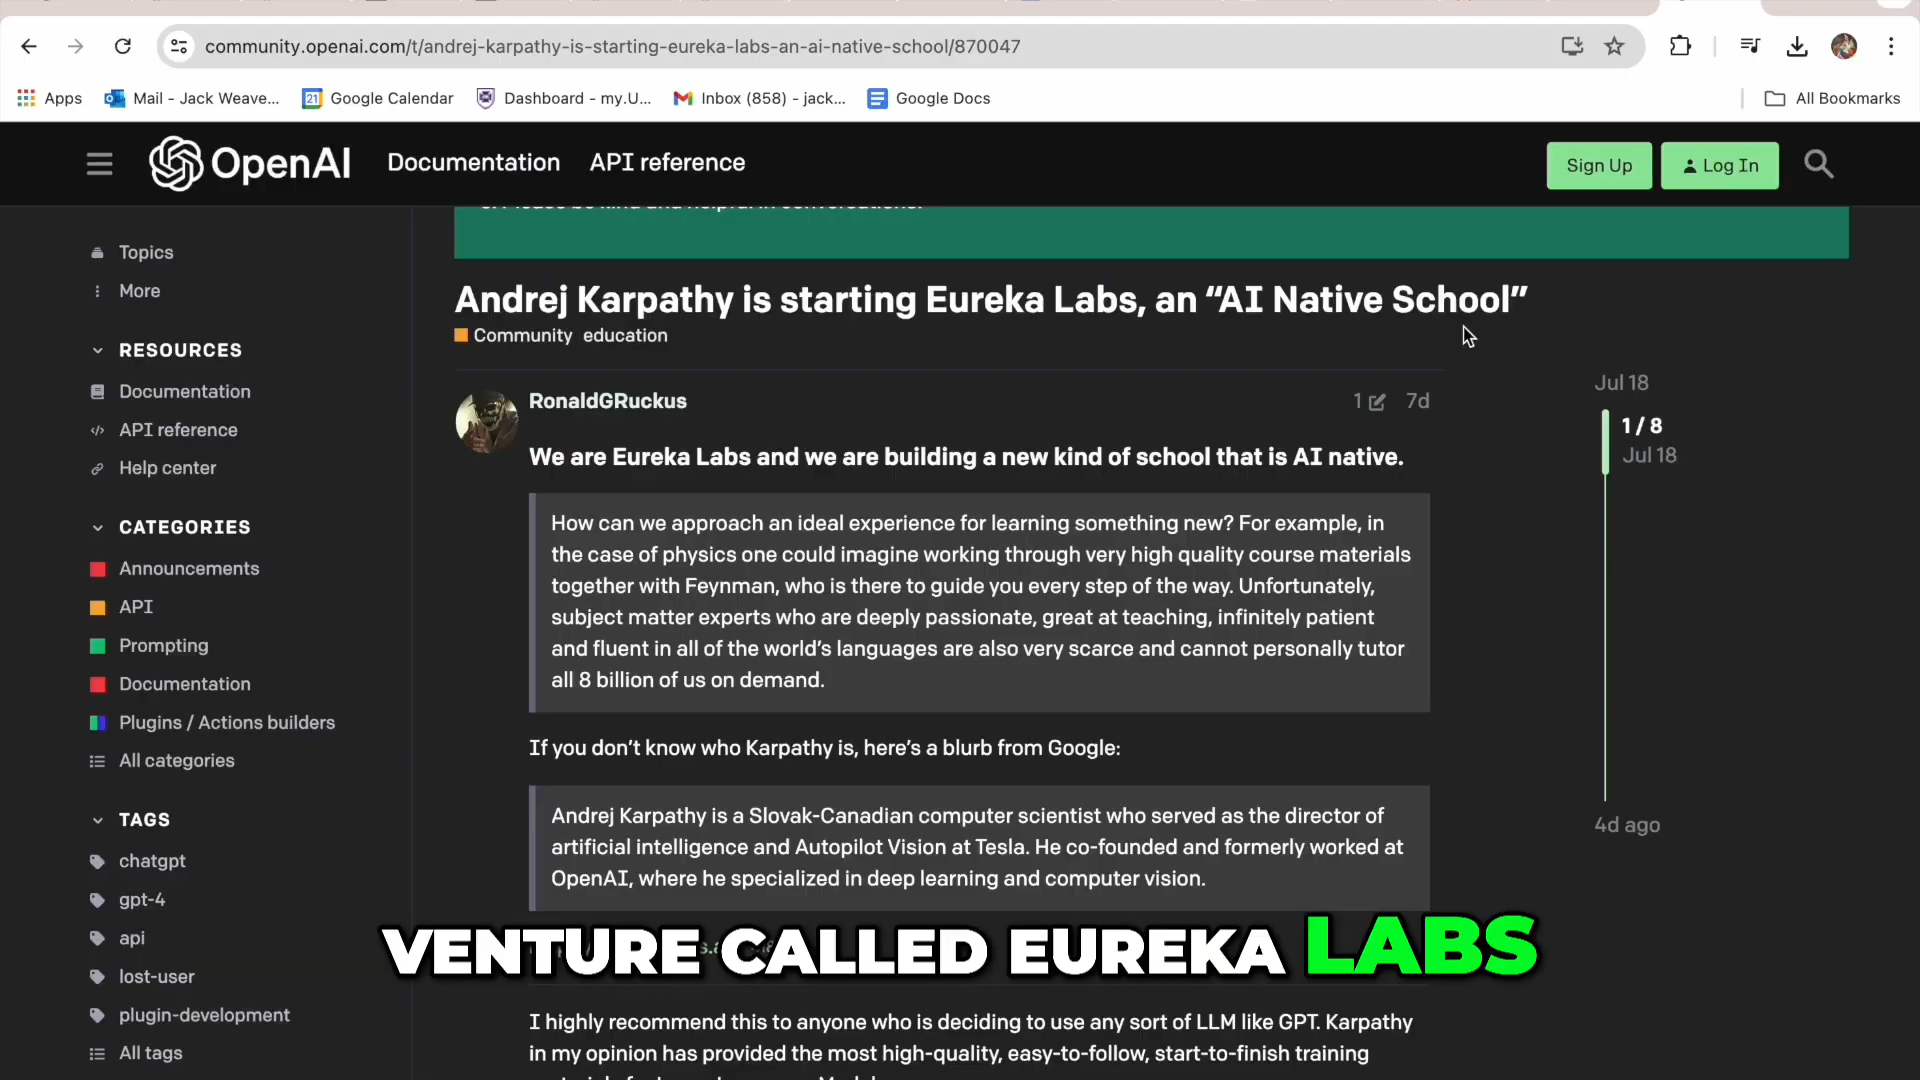 community.openai.com/t/andrej-karpathy-is-starting-eureka-labs-an-ai-native-school/870047
Apps
Mail - Jack Weave...
21
Google Calendar
Dashboard - my.U...
Inbox (858) - jack...
Google Docs
All Bookmarks
OpenAI
Documentation
API reference
Sign Up
Log In
Topics
More
RESOURCES
Documentation
API reference
Help center
CATEGORIES
Announcements
API
Prompting
Documentation
Plugins / Actions builders
All categories
TAGS
chatgpt
gpt-4
api
lost-user
plugin-development
All tags
Andrej Karpathy is starting Eureka Labs, an “AI Native School”
Community education
RonaldGRuckus
1
7d
We are Eureka Labs and we are building a new kind of school that is AI native.
How can we approach an ideal experience for learning something new? For example, in
the case of physics one could imagine working through very high quality course materials
together with Feynman, who is there to guide you every step of the way. Unfortunately,
subject matter experts who are deeply passionate, great at teaching, infinitely patient
and fluent in all of the world’s languages are also very scarce and cannot personally tutor
all 8 billion of us on demand.
If you don’t know who Karpathy is, here’s a blurb from Google:
Andrej Karpathy is a Slovak-Canadian computer scientist who served as the director of
artificial intelligence and Autopilot Vision at Tesla. He co-founded and formerly worked at
OpenAI, where he specialized in deep learning and computer vision.
VENTURE CALLED EUREKA LABS
I highly recommend this to anyone who is deciding to use any sort of LLM like GPT. Karpathy
in my opinion has provided the most high-quality, easy-to-follow, start-to-finish training
Jul 18
1 / 8
Jul 18
4d ago